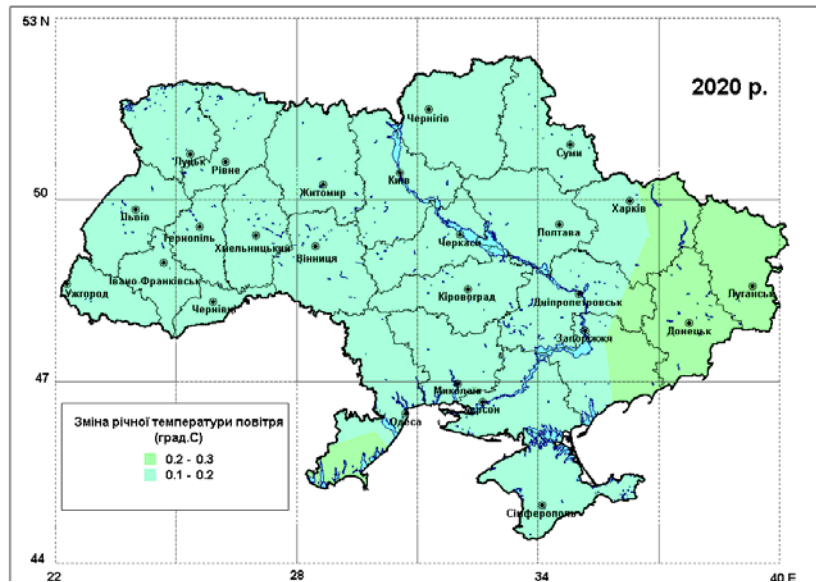 53 N
2020 р.
Чернігів
Суми
Луцьк
Рівне
Київ
Житомир
50
Харків
Львів
Полтава
Тернопіль
Черкаси
Хмельницький
Вінниця
Івано Франківськ
Ужгород
Луганськ
Кіровоград
Чернівці
Дніпропетровськ
Донецьк
Запоріжжя
47
Миколаїв
Херсон
Одеса
Зміна річної температури повітря
(град.С)
0.2 - 0.3
0.1 - 0.2
Сімферополь
44
22
28
34
40 E